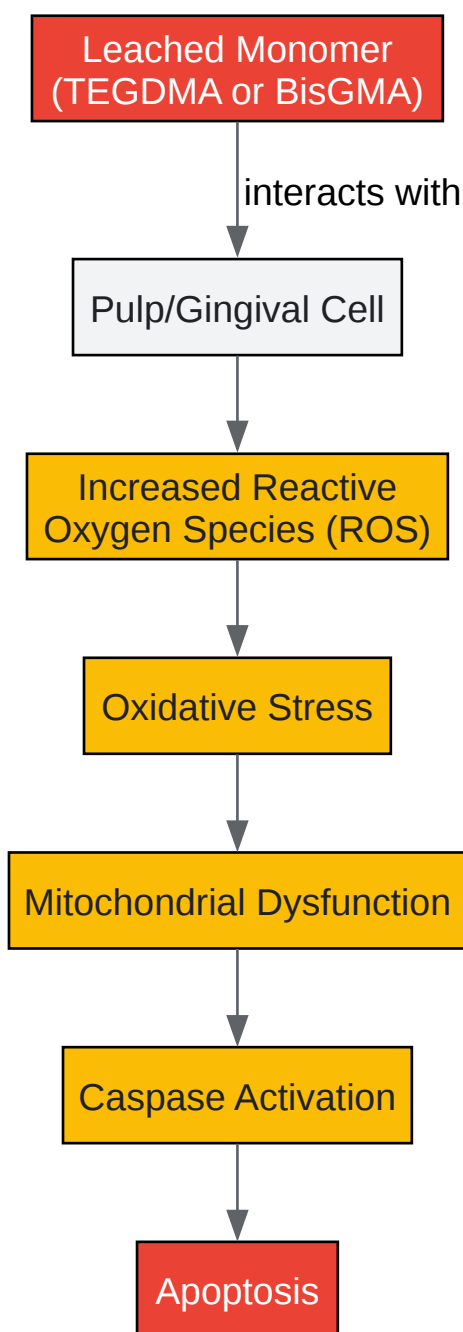 Leached Monomer
(TEGDMA or BisGMA)
interacts with
Pulp/Gingival Cell
Increased Reactive
Oxygen Species (ROS)
Oxidative Stress
Mitochondrial Dysfunction
Caspase Activation
Apoptosis